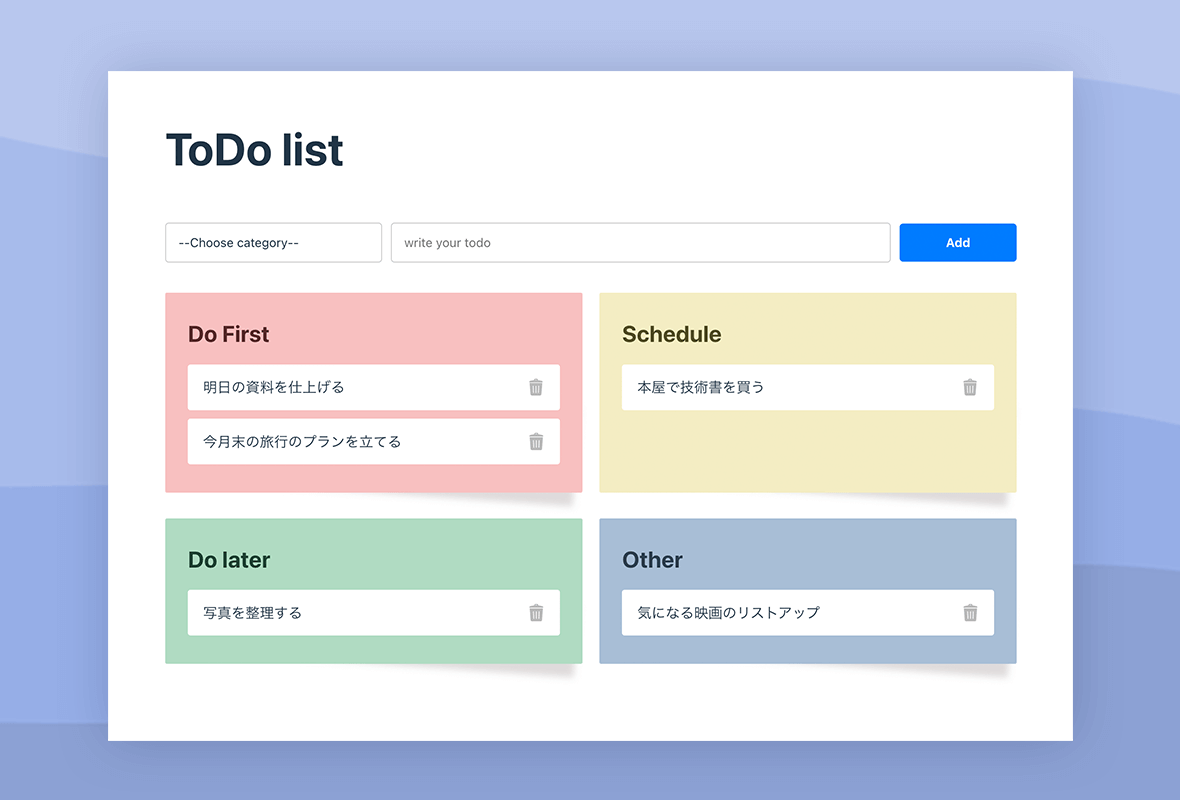 ToDo list
--Choose category--
write your todo
Add
Do First
明日の資料を仕上げる
今月末の旅行のプランを立てる
Schedule
本屋で技術書を買う
Do later
写真を整理する
Other
気になる映画のリストアップ